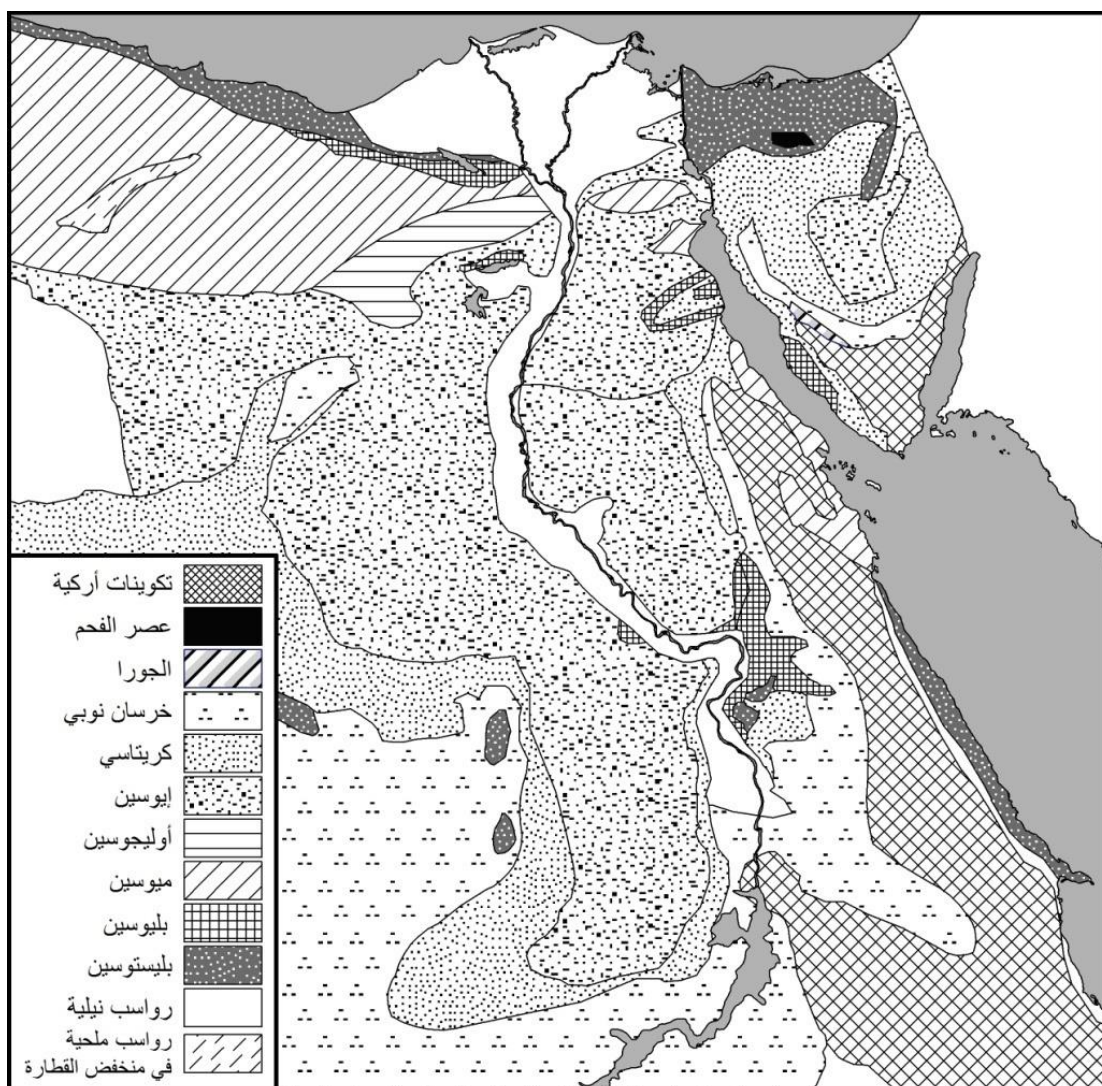 تكوينات أركية
عصر الفحم
الجورا
خرسان نوبي
كريتاسي
إيوسين
أوليجوسين
ميوسين
بليوسين
بليستوسين
رواسب نيلية
رواسب ملحية
في منخفض القطارة